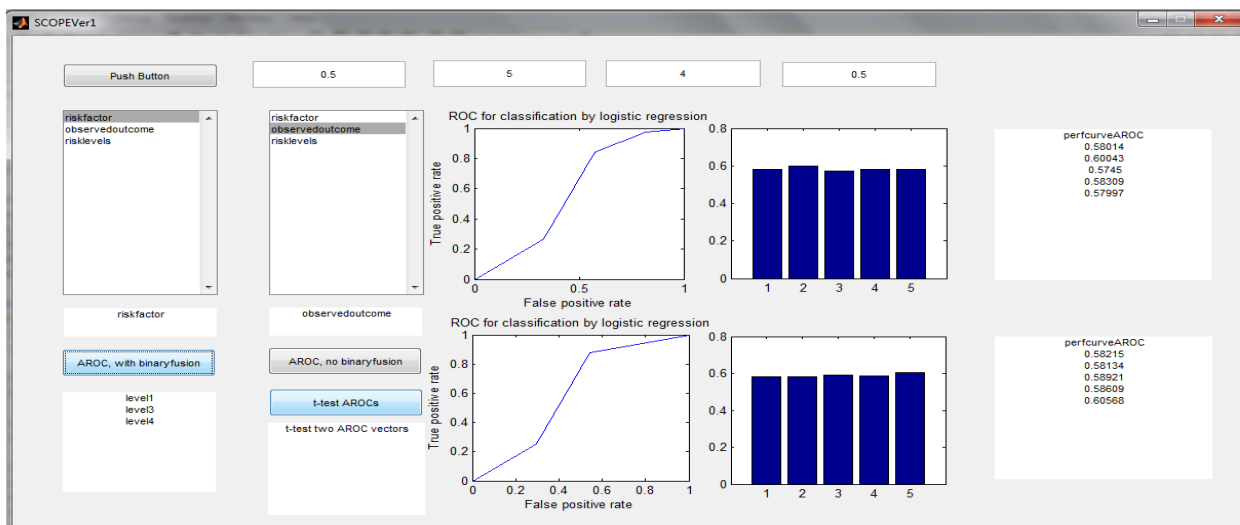 SCOPEVer1
Push Button
0.5
5
4
0.5
riskfactor
observedoutcome
risklevels
riskfactor
observedoutcome
risklevels
riskfactor
observedoutcome
AROC, with binaryfusion
AROC, no binaryfusion
level1
level3
level4
t-test AROCs
t-test two AROC vectors
ROC for classification by logistic regression
True positive rate
1
0.8
0.6
0.4
0.2
0
0
0.5
1
False positive rate
0.8
0.6
0.4
0.2
0
1 2 3 4 5
perfcurveAROC
0.58014
0.60043
0.5745
0.58309
0.57997
ROC for classification by logistic regression
True positive rate
1
0.8
0.6
0.4
0.2
0
0 0.2 0.4 0.6 0.8 1
False positive rate
0.8
0.6
0.4
0.2
0
1 2 3 4 5
perfcurveAROC
0.58215
0.58134
0.58921
0.58609
0.60568